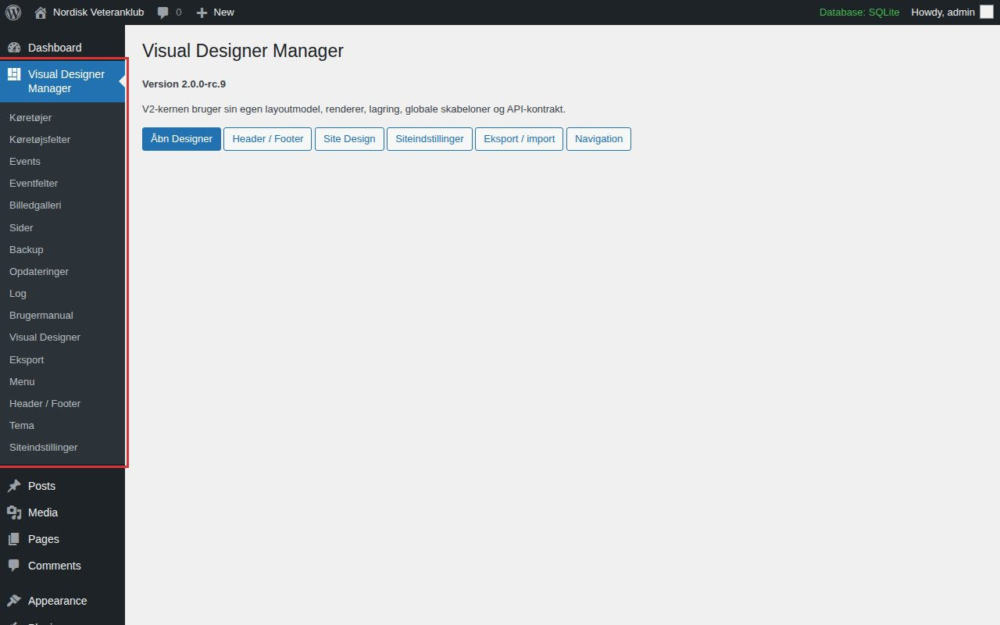 Nordisk Veteranklub
0
New
Database: SQLite
Howdy, admin
Dashboard
Visual Designer
Manager
Køretøjer
Køretøjsfelter
Events
Eventfelter
Billedgalleri
Sider
Backup
Opdateringer
Log
Brugermanual
Visual Designer
Eksport
Menu
Header / Footer
Tema
Siteindstillinger
Posts
Media
Pages
Comments
Appearance
Visual Designer Manager
Version 2.0.0-rc.9
V2-kernen bruger sin egen layoutmodel, renderer, lagring, globale skabeloner og API-kontrakt.
Åbn Designer
Header / Footer
Site Design
Siteindstillinger
Eksport / import
Navigation